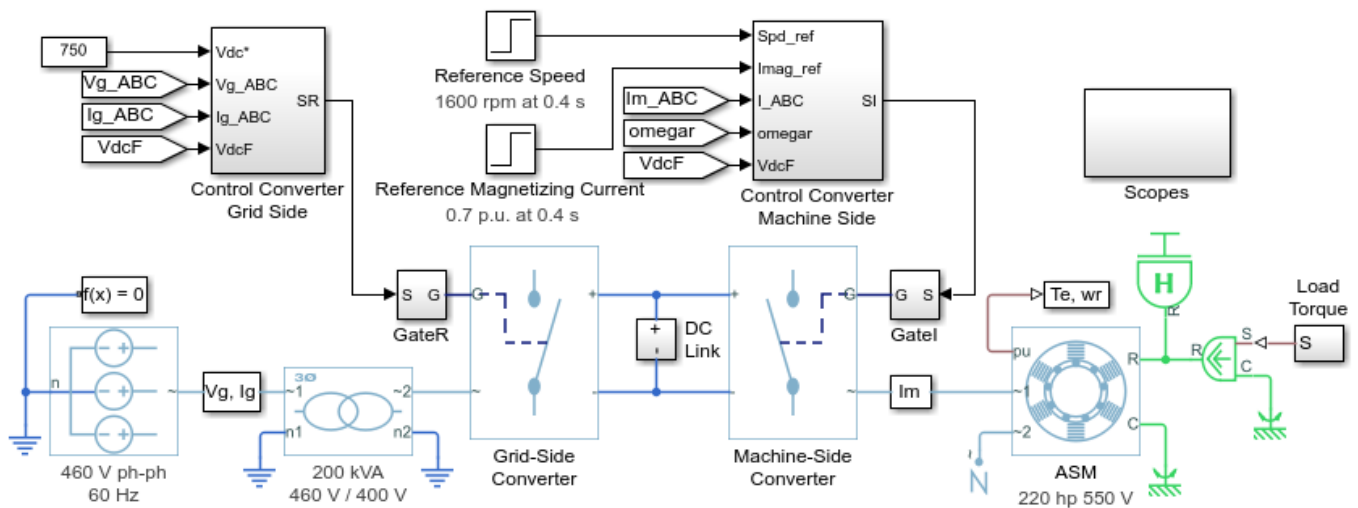 750
Vdc*
Vg_ABC
Vg_ABC
Ig_ABC
Ig_ABC
VdcF
VdcF
SR
Control Converter
Grid Side
Reference Speed
1600 rpm at 0.4 s
Reference Magnetizing Current
0.7 p.u. at 0.4 s
Im_ABC
omegar
VdcF
Spd_ref
Imag_ref
I_ABC
omegar
VdcF
SI
Control Converter
Machine Side
Scopes
f(x) = 0
S G
GateR
G
+
+
-
-
~
Grid-Side
Converter
+
-
DC
Link
G
~
Machine-Side
Converter
G S
GateI
Te, wr
H
R
Load
Torque
S
S
R
C
n
- +
- +
- +
~
460 V ph-ph
60 Hz
Vg, Ig
3Ø
~1
~2
n1
n2
200 kVA
460 V / 400 V
Im
pu
~1
~2
R
C
~
N
ASM
220 hp 550 V